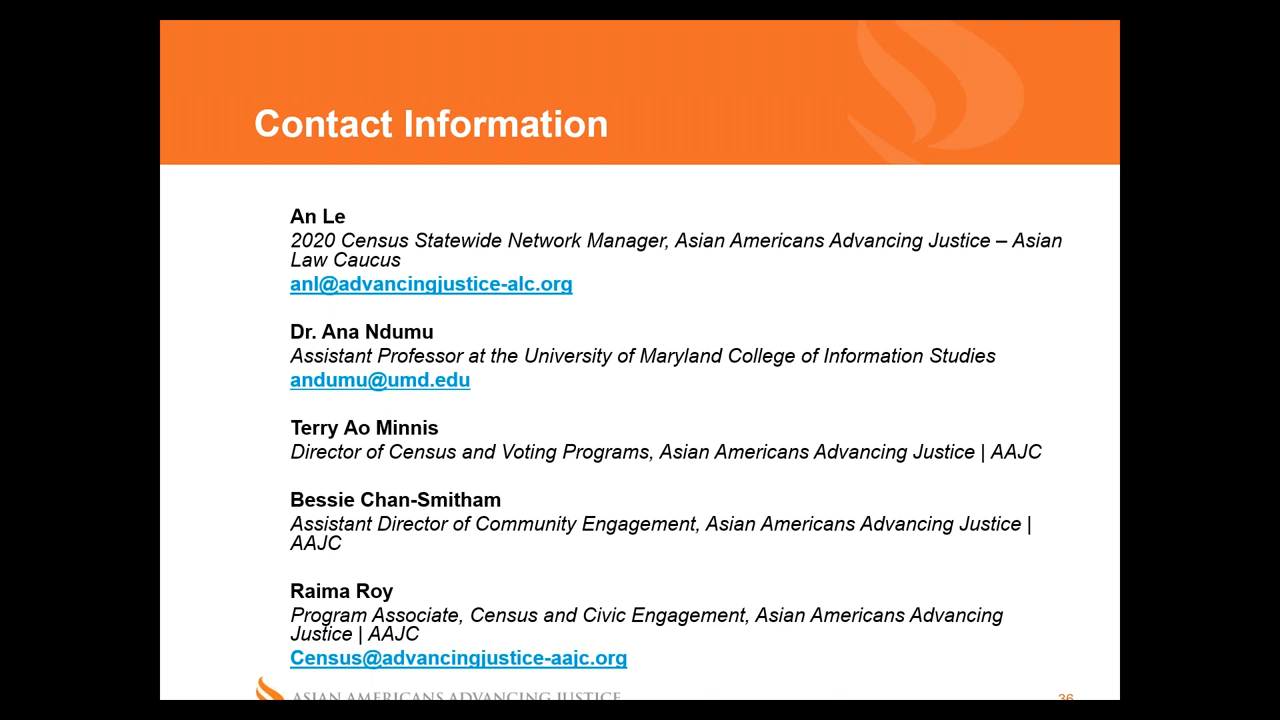 Contact Information
An Le
2020 Census Statewide Network Manager, Asian Americans Advancing Justice – Asian
Law Caucus
anl@advancingjustice-alc.org
Dr. Ana Ndumu
Assistant Professor at the University of Maryland College of Information Studies
andumu@umd.edu
Terry Ao Minnis
Director of Census and Voting Programs, Asian Americans Advancing Justice | AAJC
Bessie Chan-Smitham
Assistant Director of Community Engagement, Asian Americans Advancing Justice |
AAJC
Raima Roy
Program Associate, Census and Civic Engagement, Asian Americans Advancing
Justice | AAJC
Census@advancingjustice-aajc.org
ASIAN AMERICANS ADVANCING JUSTICE
36